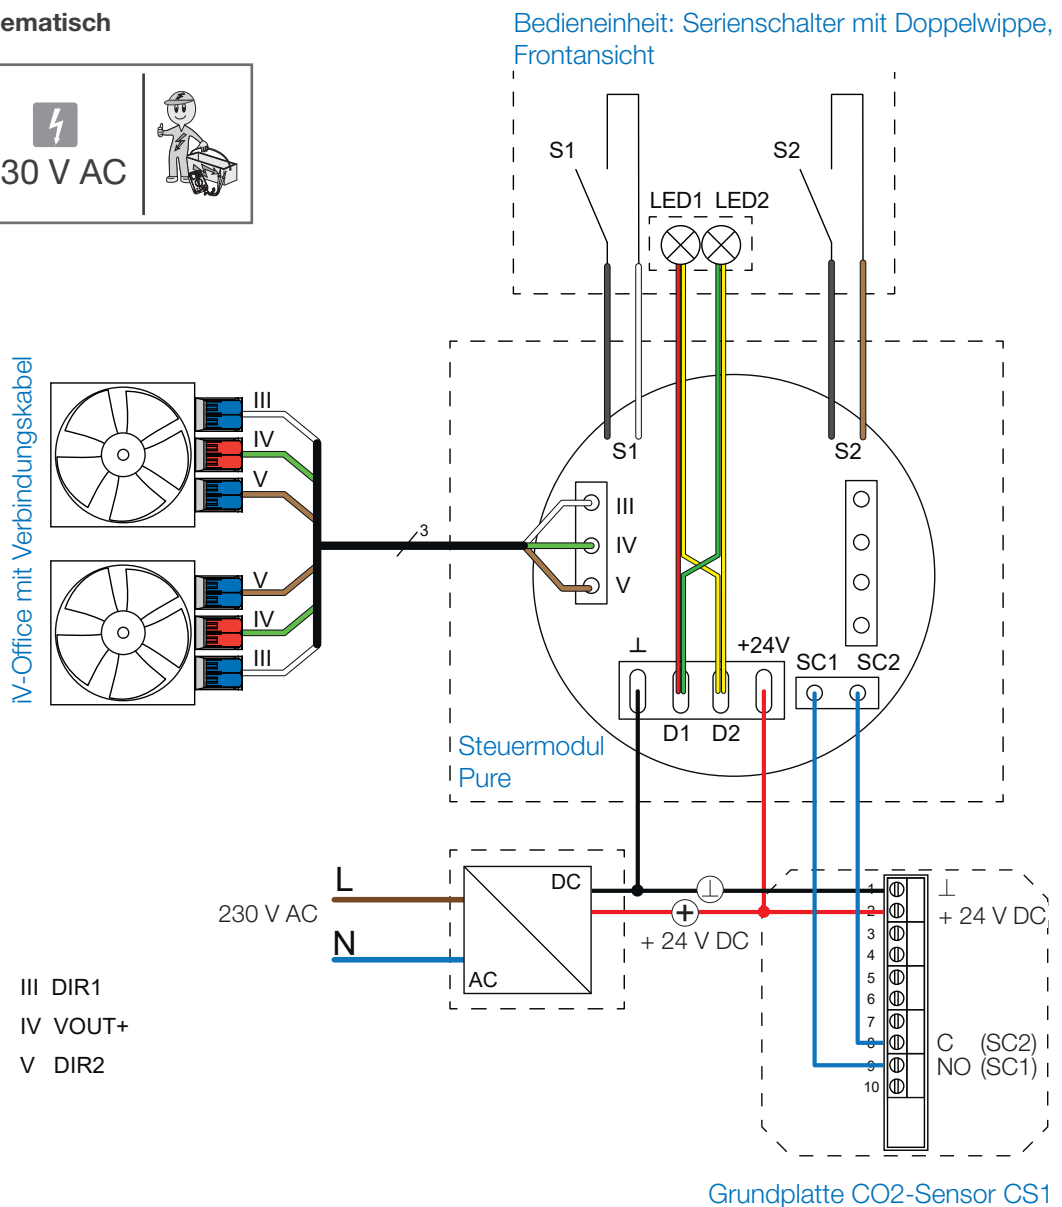 ematisch
Bedieneinheit: Serienschalter mit Doppelwippe,
Frontansicht
30 V AC
S1
S2
LED1 LED2
iV-Office mit Verbindungskabel
III
IV
V
V
IV
III
3
S1
S2
III
IV
V
⊥
+24V
SC1 SC2
D1 D2
Steuermodul
Pure
L
230 V AC
N
DC
AC
⊥
+
+ 24 V DC
1
2
3
4
5
6
7
8
9
10
⊥
+ 24 V DC
C (SC2)
NO (SC1)
III DIR1
IV VOUT+
V DIR2
Grundplatte CO2-Sensor CS1